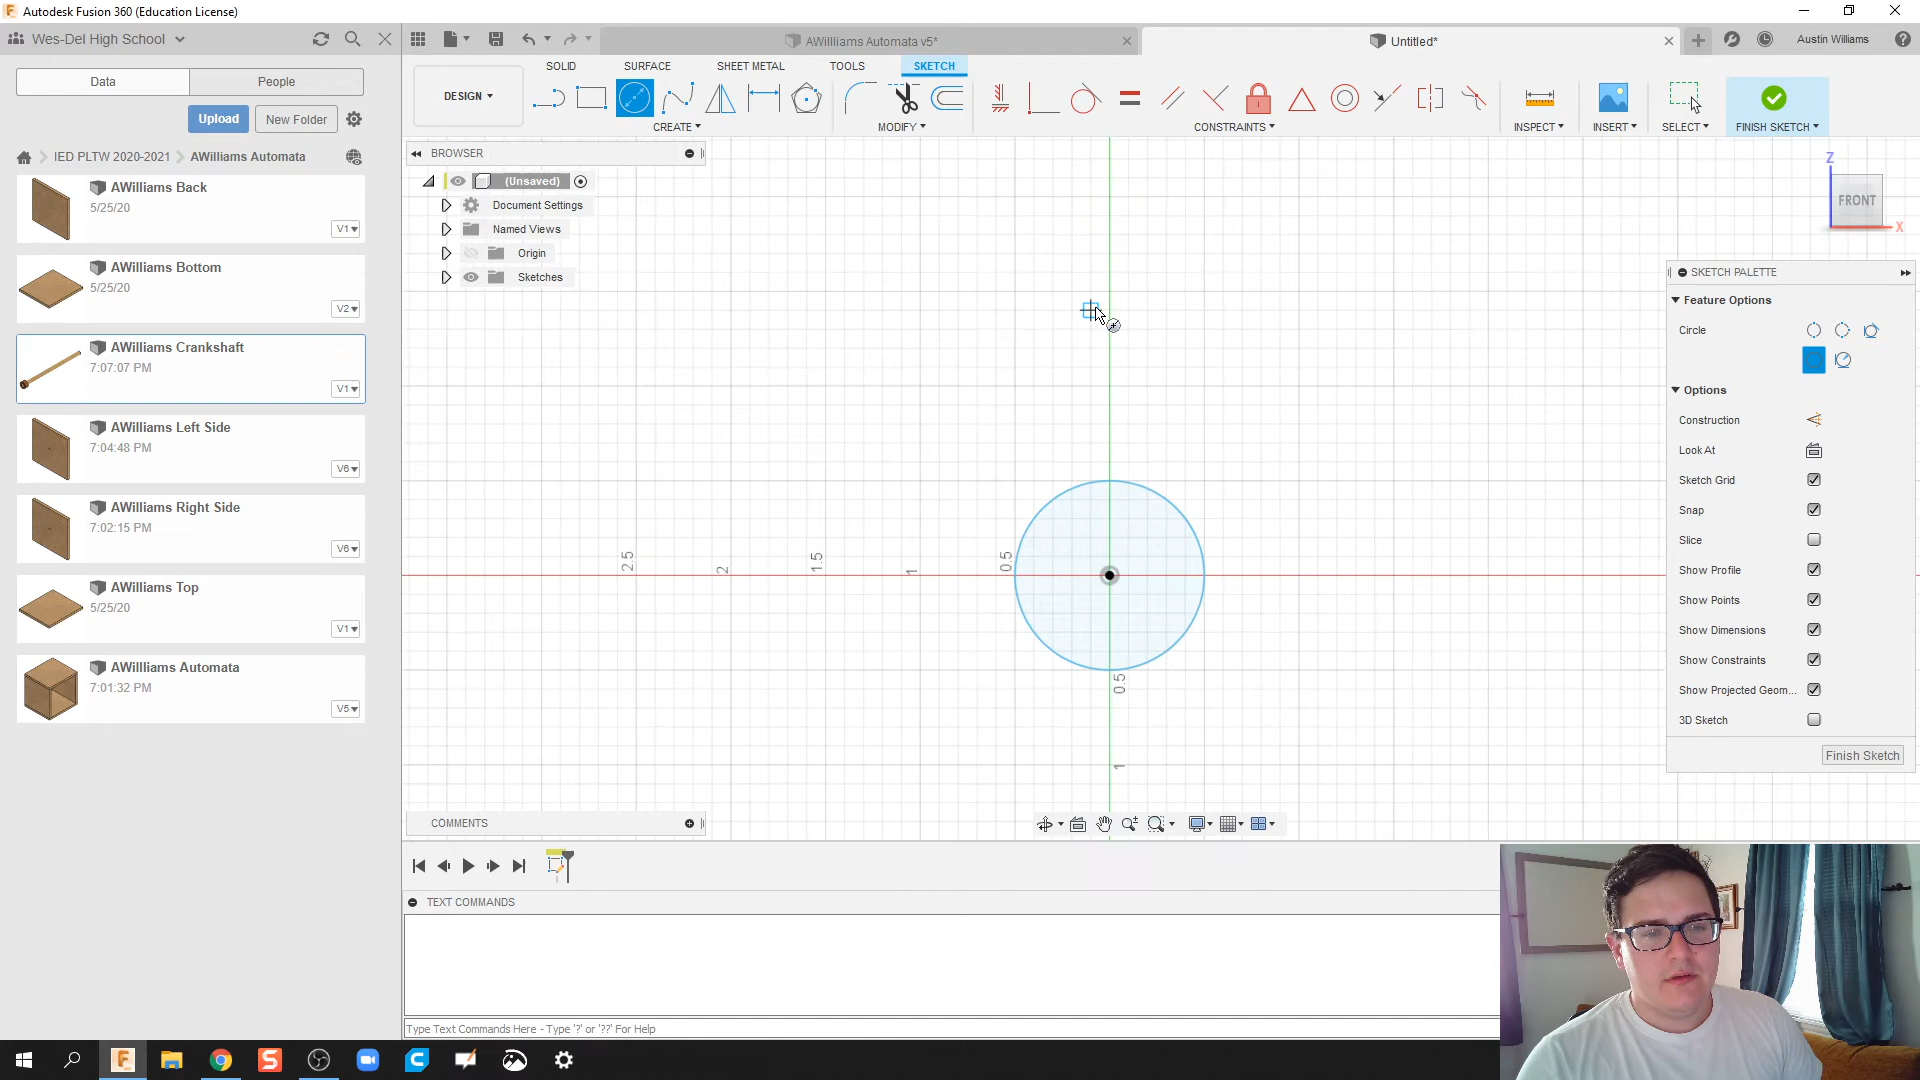 Autodesk Fusion 360 (Education License)
Wes-Del High School
AWillliams Automata v5*
Untitled*
Austin Williams
Data
People
SOLID
SURFACE
SHEET METAL
TOOLS
SKETCH
DESIGN
Upload
New Folder
CREATE
MODIFY
CONSTRAINTS
INSPECT
INSERT
SELECT
FINISH SKETCH
IED PLTW 2020-2021
AWilliams Automata
BROWSER
Z
FRONT
X
(Unsaved)
Document Settings
Named Views
Origin
Sketches
AWilliams Back
5/25/20
V1
AWilliams Bottom
5/25/20
V2
AWilliams Crankshaft
7:07:07 PM
V1
AWilliams Left Side
7:04:48 PM
V6
AWilliams Right Side
7:02:15 PM
V6
AWilliams Top
5/25/20
V1
AWillliams Automata
7:01:32 PM
V5
SKETCH PALETTE
Feature Options
Circle
Options
Construction
Look At
Sketch Grid
Snap
Slice
Show Profile
Show Points
Show Dimensions
Show Constraints
Show Projected Geom...
3D Sketch
Finish Sketch
2.5
2
1.5
1
0.5
0.5
1
COMMENTS
TEXT COMMANDS
Type Text Commands Here - Type '?' or '??' For Help